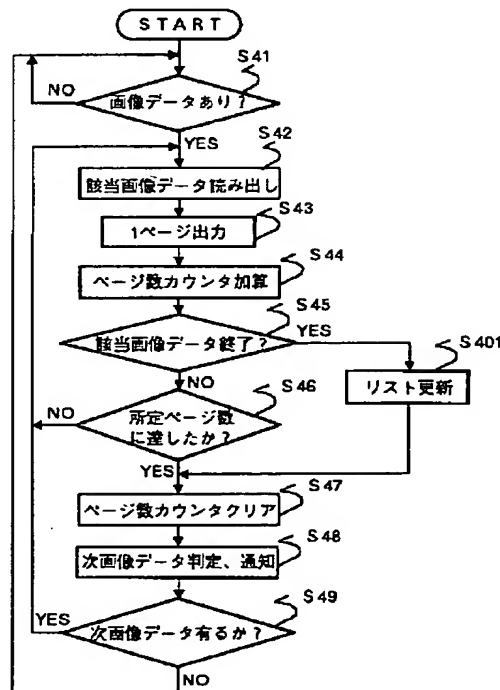 START
S41
NO
画像データあり？
YES
S42
該当画像データ読み出し
S43
1ページ出力
S44
ページ数カウンタ加算
S45
YES
該当画像データ終了？
S401
リスト更新
NO
S46
NO
所定ページ数
に達したか？
YES
S47
ページ数カウンタクリア
S48
次画像データ判定、通知
S49
YES
次画像データ有るか？
NO